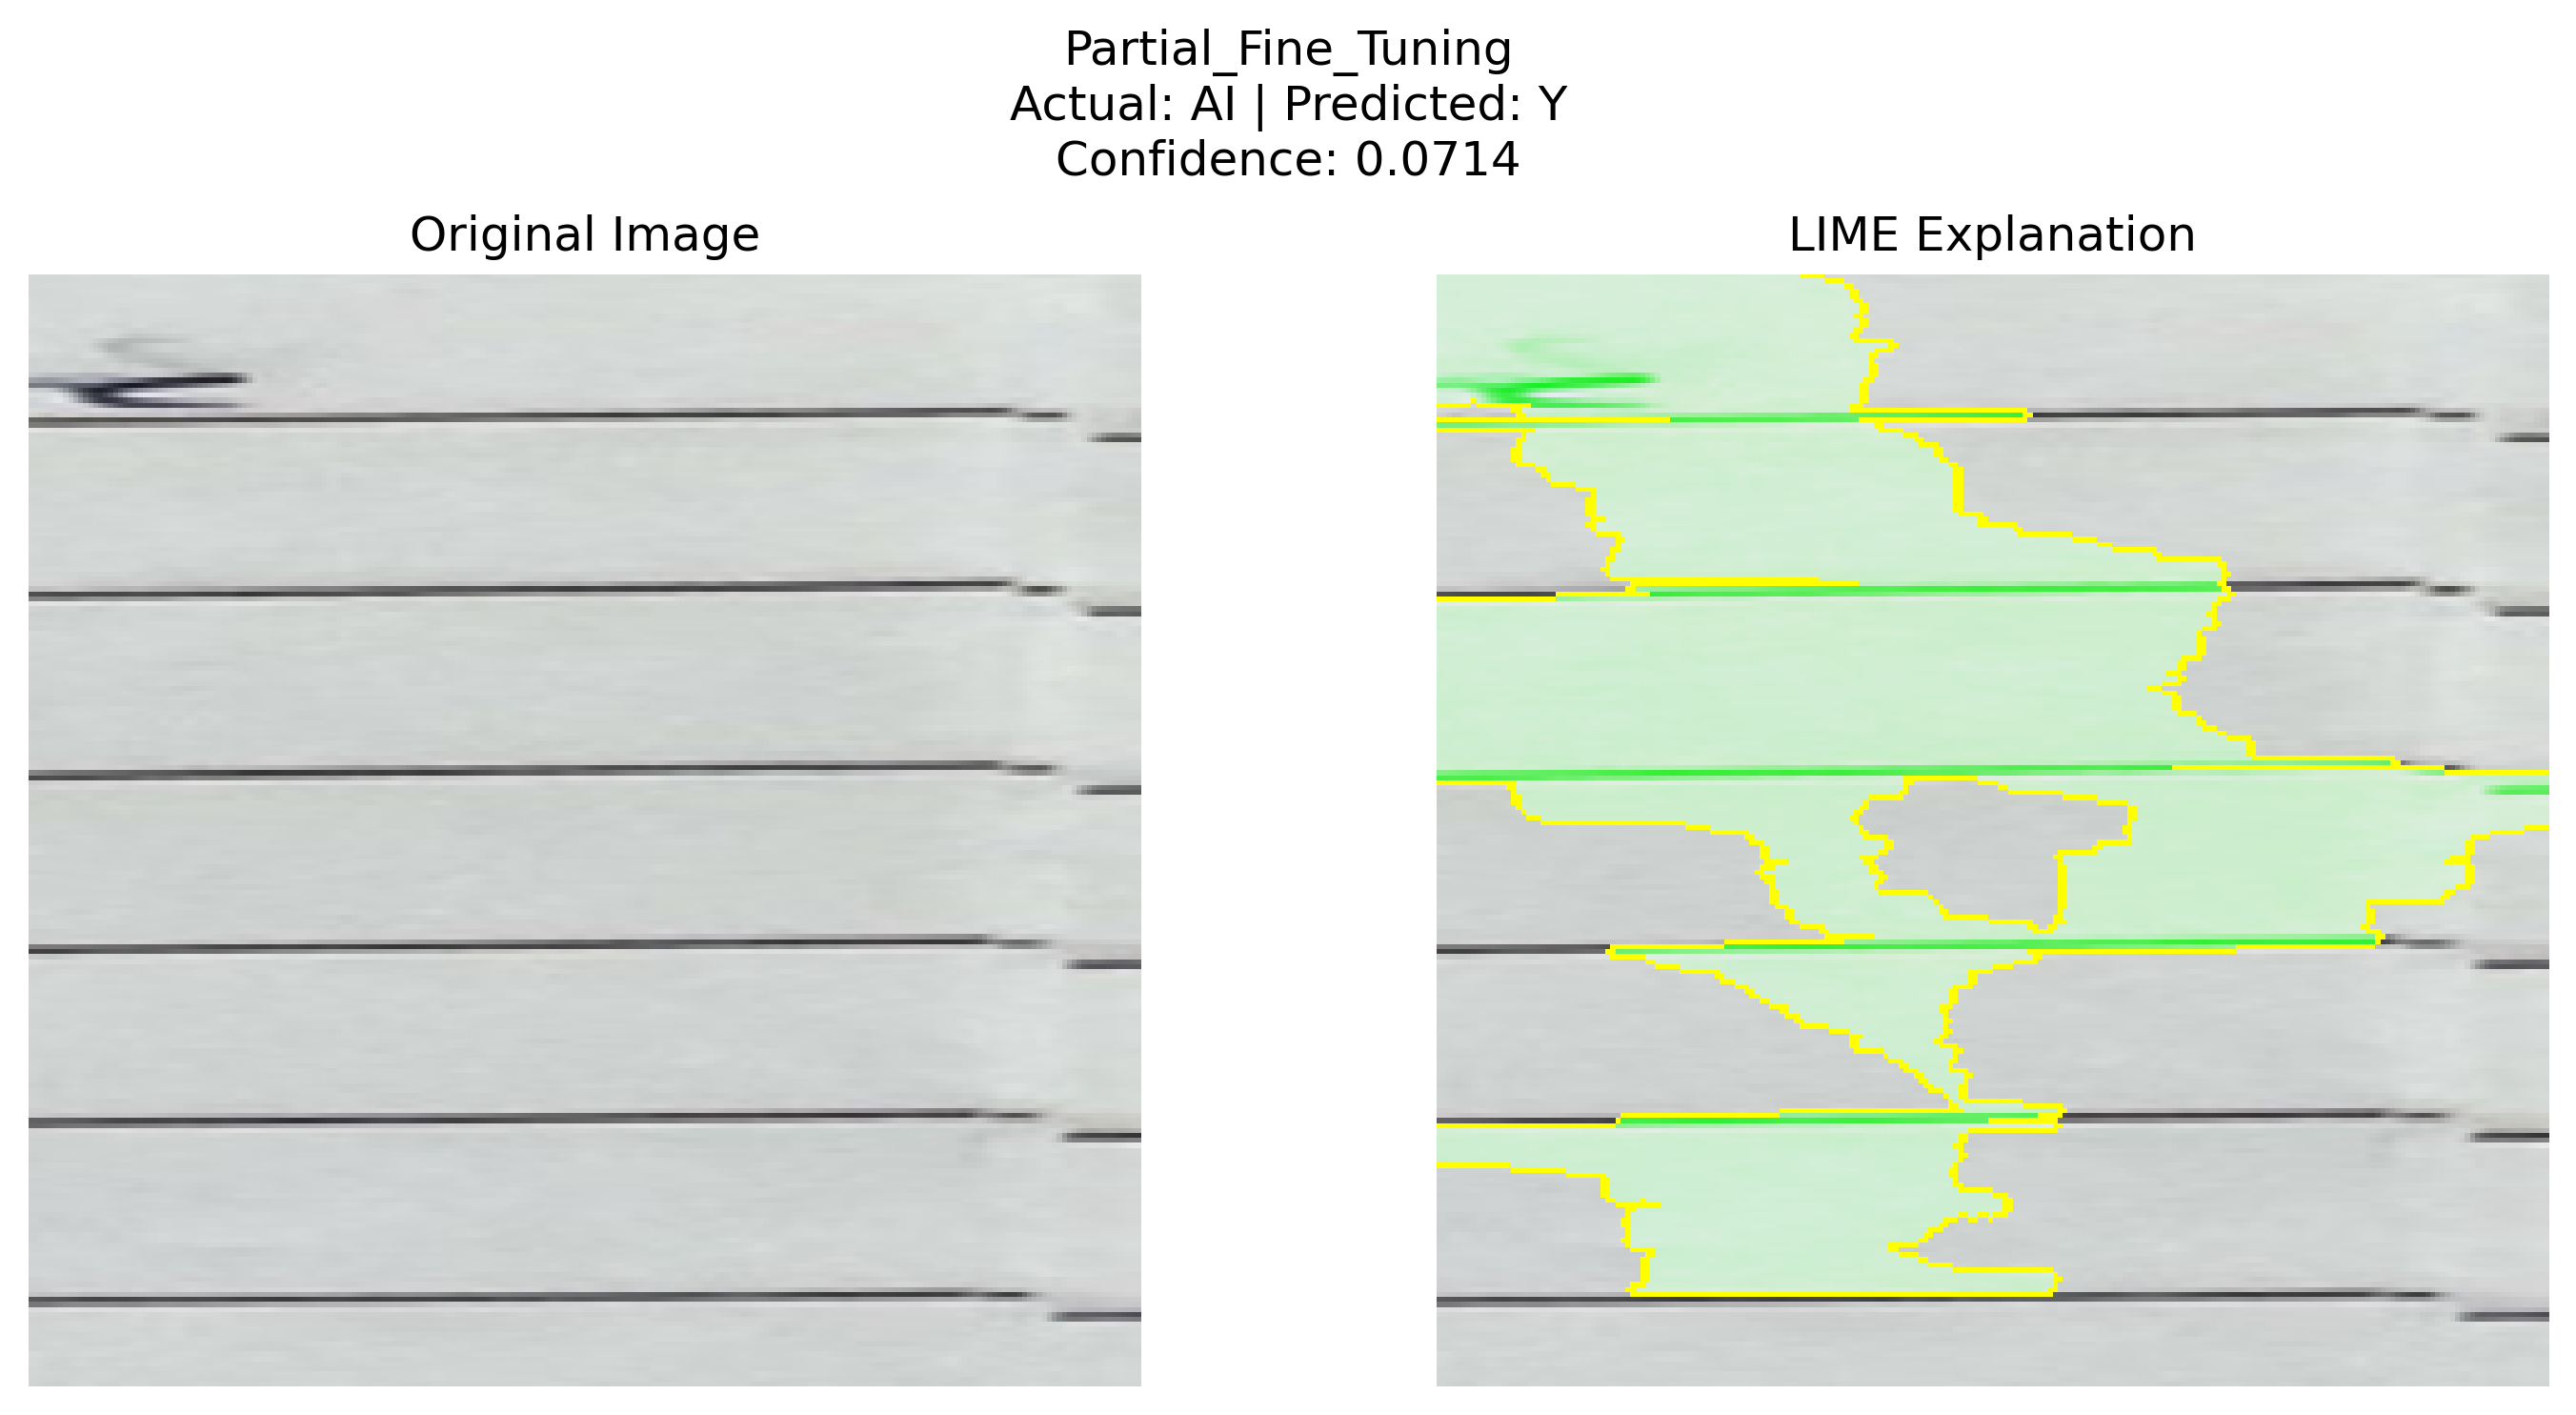 Partial_Fine_Tuning
Actual: AI | Predicted: Y
Confidence: 0.0714
Original Image
LIME Explanation